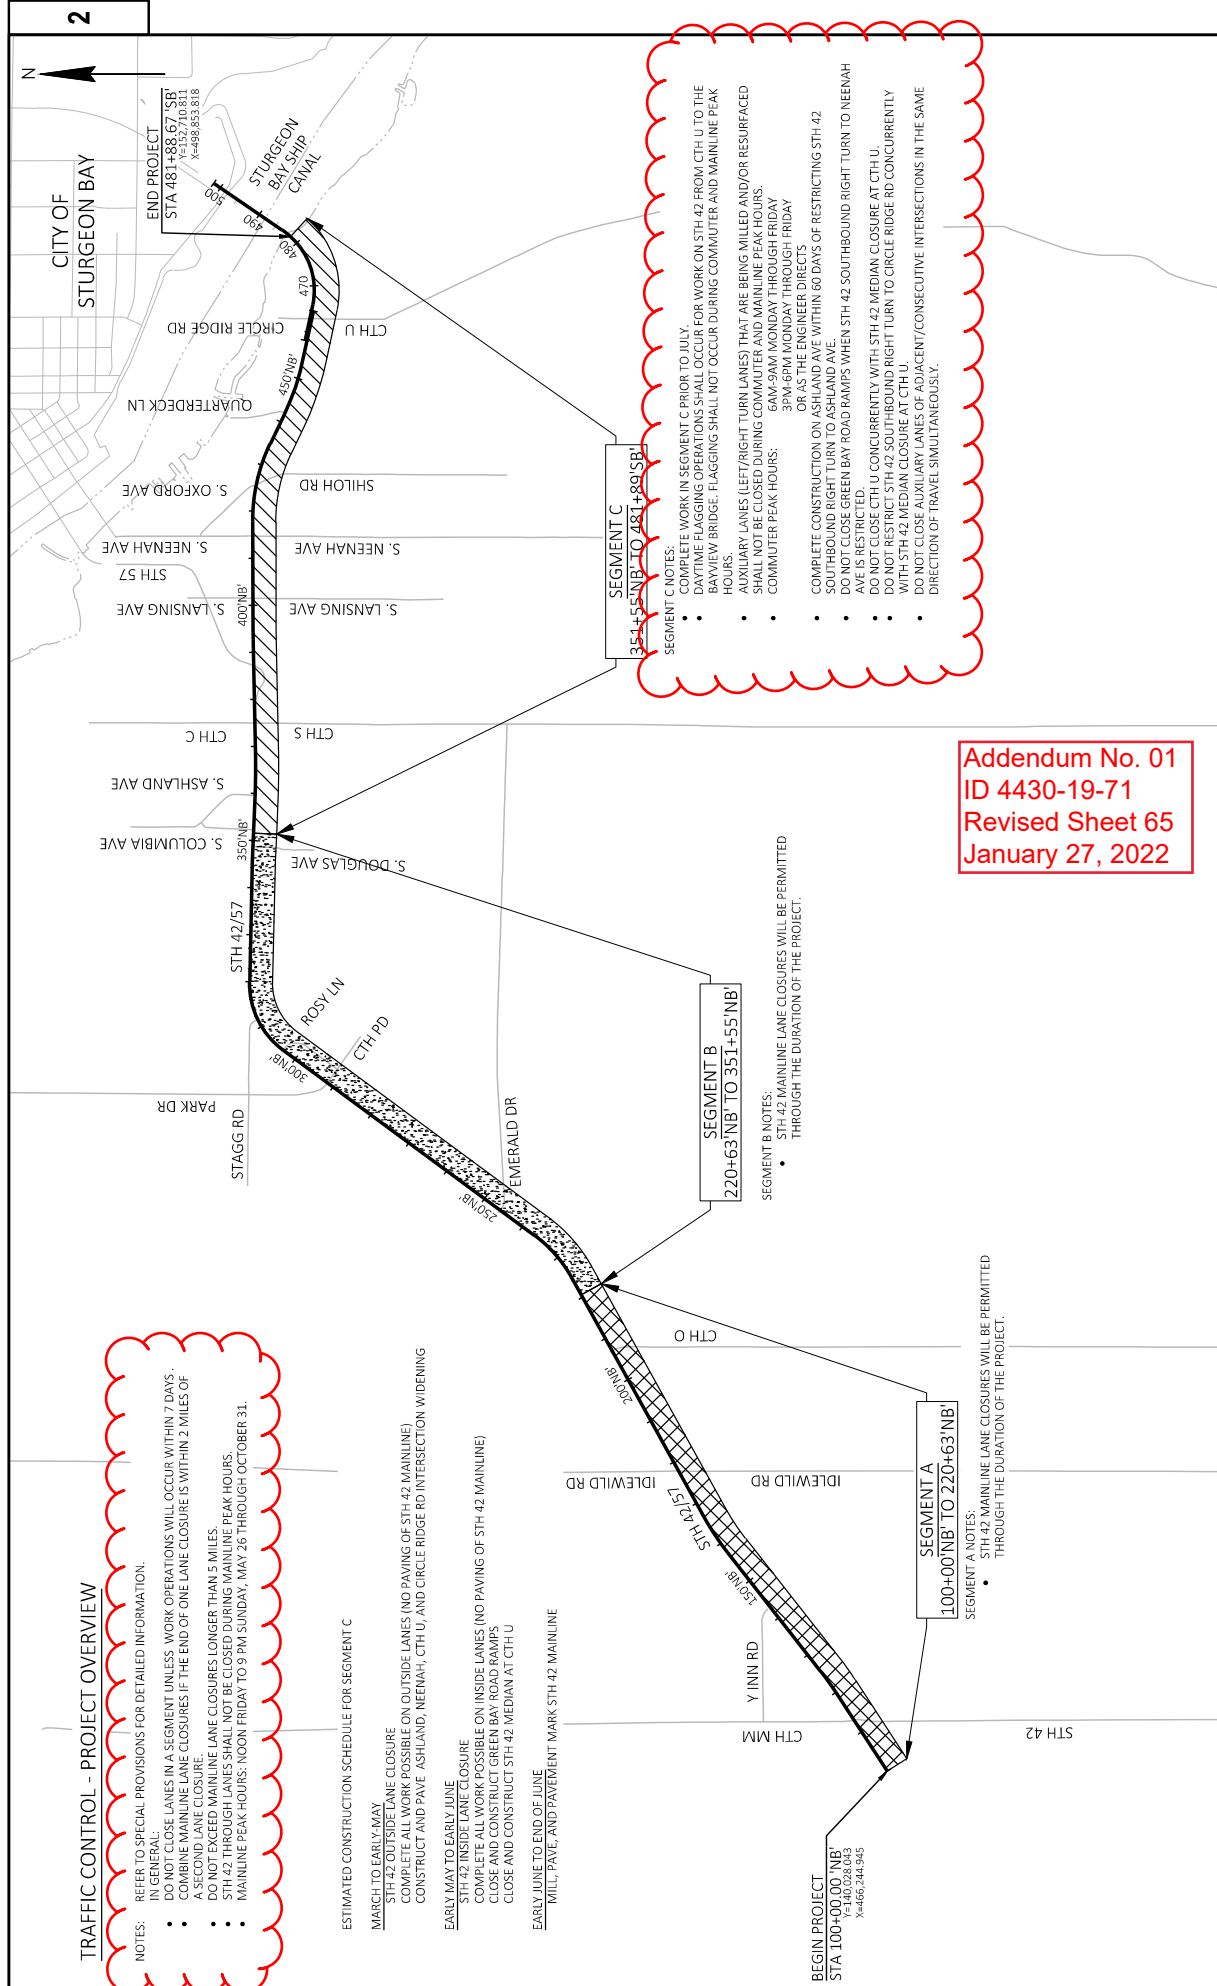 2
TRAFFIC CONTROL - PROJECT OVERVIEW
NOTES: REFER TO SPECIAL PROVISIONS FOR DETAILED INFORMATION.
IN GENERAL:
• DO NOT CLOSE LANES IN A SEGMENT UNLESS WORK OPERATIONS WILL OCCUR WITHIN 7 DAYS.
• COMBINE MAINLINE LANE CLOSURES IF THE END OF ONE LANE CLOSURE IS WITHIN 2 MILES OF
A SECOND LANE CLOSURE.
• DO NOT EXCEED MAINLINE LANE CLOSURES LONGER THAN 5 MILES.
• STH 42 THROUGH LANES SHALL NOT BE CLOSED DURING MAINLINE PEAK HOURS.
• MAINLINE PEAK HOURS: NOON FRIDAY TO 9 PM SUNDAY, MAY 26 THROUGH OCTOBER 31.
ESTIMATED CONSTRUCTION SCHEDULE FOR SEGMENT C
MARCH TO EARLY-MAY
STH 42 OUTSIDE LANE CLOSURE
COMPLETE ALL WORK POSSIBLE ON OUTSIDE LANES (NO PAVING OF STH 42 MAINLINE)
CONSTRUCT AND PAVE ASHLAND, NEENAH, CTH U, AND CIRCLE RIDGE RD INTERSECTION WIDENING
EARLY MAY TO EARLY JUNE
STH 42 INSIDE LANE CLOSURE
COMPLETE ALL WORK POSSIBLE ON INSIDE LANES (NO PAVING OF STH 42 MAINLINE)
CLOSE AND CONSTRUCT GREEN BAY ROAD RAMPS
CLOSE AND CONSTRUCT STH 42 MEDIAN AT CTH U
EARLY JUNE TO END OF JUNE
MILL, PAVE, AND PAVEMENT MARK STH 42 MAINLINE
BEGIN PROJECT
STA 100+00.00 'NB'
Y=140,028.043
X=466,244.945
STH 42
CTH MM
Y INN RD
150'NB'
STH 42/57
IDLEWILD RD
IDLEWILD RD
200'NB'
CTH O
SEGMENT A
100+00'NB' TO 220+63'NB'
SEGMENT A NOTES:
• STH 42 MAINLINE LANE CLOSURES WILL BE PERMITTED
THROUGH THE DURATION OF THE PROJECT.
250'NB'
EMERALD DR
STAGG RD
PARK DR
300'NB'
CTH PD
ROSY LN
STH 42/57
SEGMENT B
220+63'NB' TO 351+55'NB'
SEGMENT B NOTES:
• STH 42 MAINLINE LANE CLOSURES WILL BE PERMITTED
THROUGH THE DURATION OF THE PROJECT.
350'NB'
S. COLUMBIA AVE
S. DOUGLAS AVE
S. ASHLAND AVE
CTH C
CTH S
400'NB'
S. LANSING AVE
S. LANSING AVE
STH 57
S. NEENAH AVE
S. NEENAH AVE
S. OXFORD AVE
SHILOH RD
QUARTERDECK LN
450'NB'
CIRCLE RIDGE RD
CTH U
470
480
490
500
STURGEON
BAY SHIP
CANAL
CITY OF
STURGEON BAY
END PROJECT
STA 481+88.67 'SB'
Y=152,710.811
X=498,853.818
N
SEGMENT C
351+55'NB' TO 481+89'SB'
SEGMENT C NOTES:
• COMPLETE WORK IN SEGMENT C PRIOR TO JULY.
• DAYTIME FLAGGING OPERATIONS SHALL OCCUR FOR WORK ON STH 42 FROM CTH U TO THE
BAYVIEW BRIDGE. FLAGGING SHALL NOT OCCUR DURING COMMUTER AND MAINLINE PEAK
HOURS.
• AUXILIARY LANES (LEFT/RIGHT TURN LANES) THAT ARE BEING MILLED AND/OR RESURFACED
SHALL NOT BE CLOSED DURING COMMUTER AND MAINLINE PEAK HOURS.
• COMMUTER PEAK HOURS: 6AM-9AM MONDAY THROUGH FRIDAY
3PM-6PM MONDAY THROUGH FRIDAY
OR AS THE ENGINEER DIRECTS
• COMPLETE CONSTRUCTION ON ASHLAND AVE WITHIN 60 DAYS OF RESTRICTING STH 42
SOUTHBOUND RIGHT TURN TO ASHLAND AVE.
• DO NOT CLOSE GREEN BAY ROAD RAMPS WHEN STH 42 SOUTHBOUND RIGHT TURN TO NEENAH
AVE IS RESTRICTED.
• DO NOT CLOSE CTH U CONCURRENTLY WITH STH 42 MEDIAN CLOSURE AT CTH U.
• DO NOT RESTRICT STH 42 SOUTHBOUND RIGHT TURN TO CIRCLE RIDGE RD CONCURRENTLY
WITH STH 42 MEDIAN CLOSURE AT CTH U.
• DO NOT CLOSE AUXILIARY LANES OF ADJACENT/CONSECUTIVE INTERSECTIONS IN THE SAME
DIRECTION OF TRAVEL SIMULTANEOUSLY.
Addendum No. 01
ID 4430-19-71
Revised Sheet 65
January 27, 2022